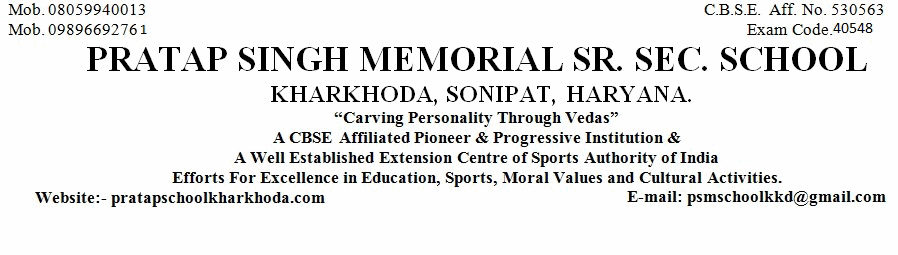 Mob. 08059940013 C.B.S.E. Aff. No. 530563
Mob. 09896692761 Exam Code.40548
PRATAP SINGH MEMORIAL SR. SEC. SCHOOL
KHARKHODA, SONIPAT, HARYANA.
“Carving Personality Through Vedas”
A CBSE Affiliated Pioneer & Progressive Institution &
A Well Established Extension Centre of Sports Authority of India
Efforts For Excellence in Education, Sports, Moral Values and Cultural Activities.
Website:- pratapschoolkharkhoda.com E-mail: psmschoolkkd@gmail.com